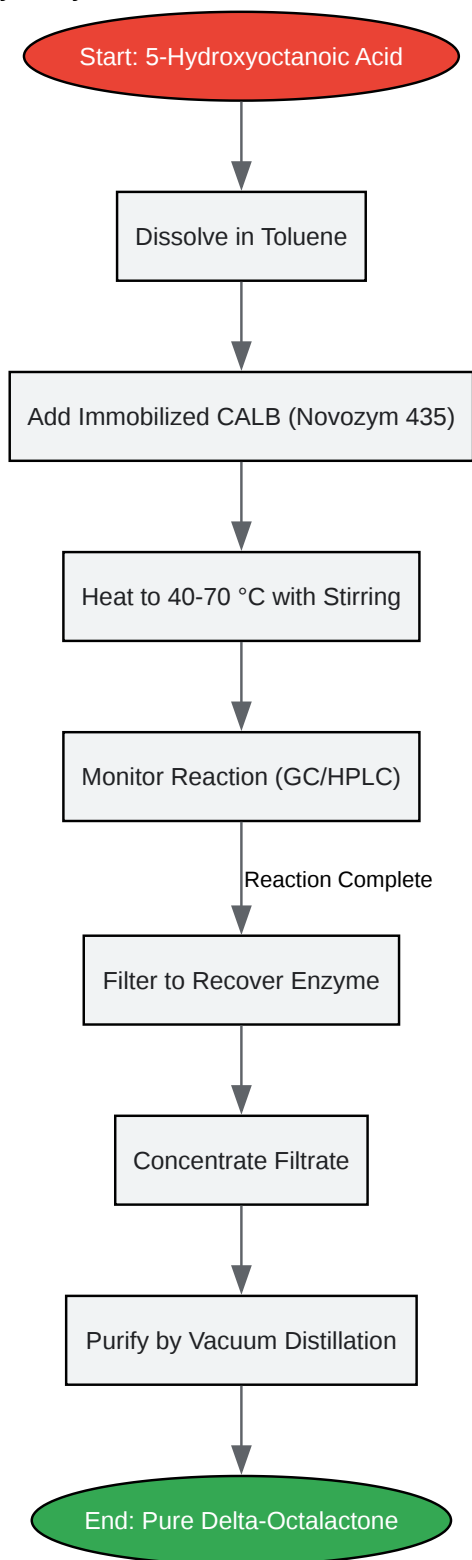 Start: 5-Hydroxyoctanoic Acid
Dissolve in Toluene
Add Immobilized CALB (Novozym 435)
Heat to 40-70 °C with Stirring
Monitor Reaction (GC/HPLC)
Reaction Complete
Filter to Recover Enzyme
Concentrate Filtrate
Purify by Vacuum Distillation
End: Pure Delta-Octalactone